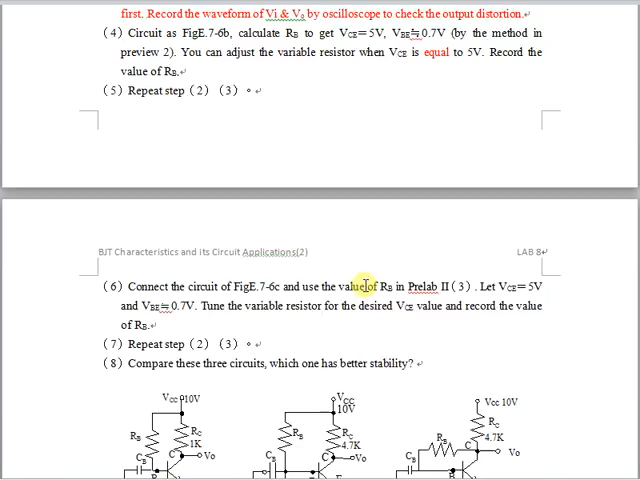 first. Record the waveform of Vi & Vo by oscilloscope to check the output distortion.
(4) Circuit as FigE.7-6b, calculate RB to get VCE=5V, VBE≒0.7V (by the method in
preview 2). You can adjust the variable resistor when VCE is equal to 5V. Record the
value of RB.
(5) Repeat step (2) (3) 。
BJT Characteristics and its Circuit Applications(2) LAB 8
(6) Connect the circuit of FigE.7-6c and use the value of RB in Prelab II(3). Let VCE=5V
and VBE≒0.7V. Tune the variable resistor for the desired VCE value and record the value
of RB.
(7) Repeat step (2) (3) 。
(8) Compare these three circuits, which one has better stability?
Vcc 10V
RB
RC
1K
CB
C
Vo
B
VCC
10V
RB
RC
4.7K
CB
C
Vo
Vcc 10V
RC
4.7K
RB
CB
C
Vo
B